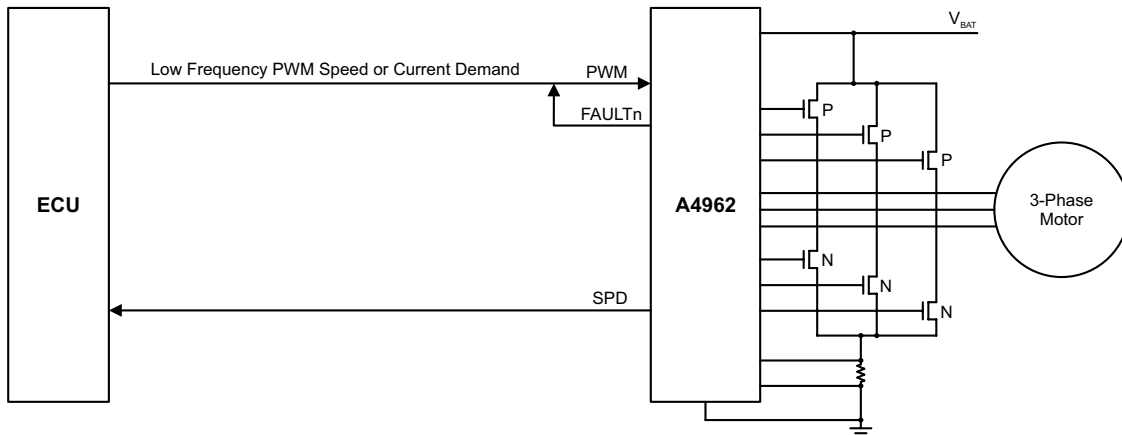 V_BAT
Low Frequency PWM Speed or Current Demand
PWM
FAULTn
P
P
P
ECU
A4962
3-Phase
Motor
N
N
N
SPD